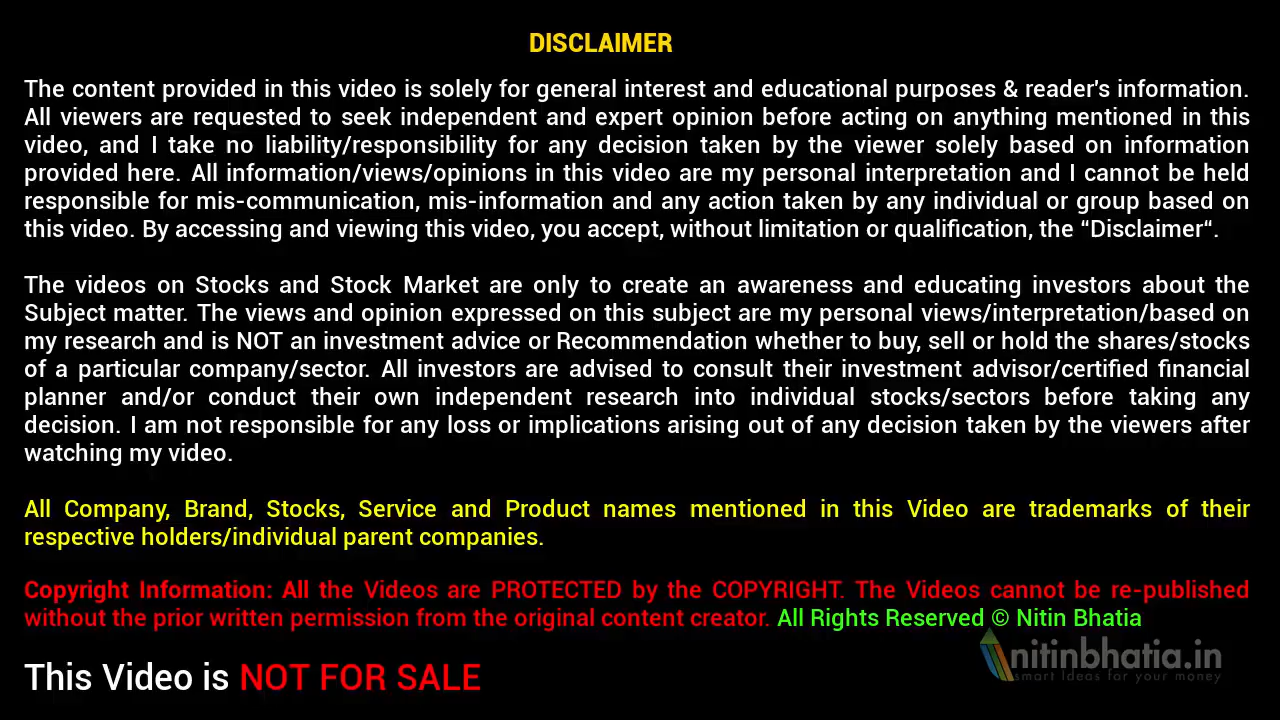 DISCLAIMER
The content provided in this video is solely for general interest and educational purposes & reader's information.
All viewers are requested to seek independent and expert opinion before acting on anything mentioned in this
video, and I take no liability/responsibility for any decision taken by the viewer solely based on information
provided here. All information/views/opinions in this video are my personal interpretation and I cannot be held
responsible for mis-communication, mis-information and any action taken by any individual or group based on
this video. By accessing and viewing this video, you accept, without limitation or qualification, the “Disclaimer“.
The videos on Stocks and Stock Market are only to create an awareness and educating investors about the
Subject matter. The views and opinion expressed on this subject are my personal views/interpretation/based on
my research and is NOT an investment advice or Recommendation whether to buy, sell or hold the shares/stocks
of a particular company/sector. All investors are advised to consult their investment advisor/certified financial
planner and/or conduct their own independent research into individual stocks/sectors before taking any
decision. I am not responsible for any loss or implications arising out of any decision taken by the viewers after
watching my video.
All Company, Brand, Stocks, Service and Product names mentioned in this Video are trademarks of their
respective holders/individual parent companies.
Copyright Information: All the Videos are PROTECTED by the COPYRIGHT. The Videos cannot be re-published
without the prior written permission from the original content creator. All Rights Reserved © Nitin Bhatia
nitinbhatia.in
smart Ideas for your money
This Video is NOT FOR SALE